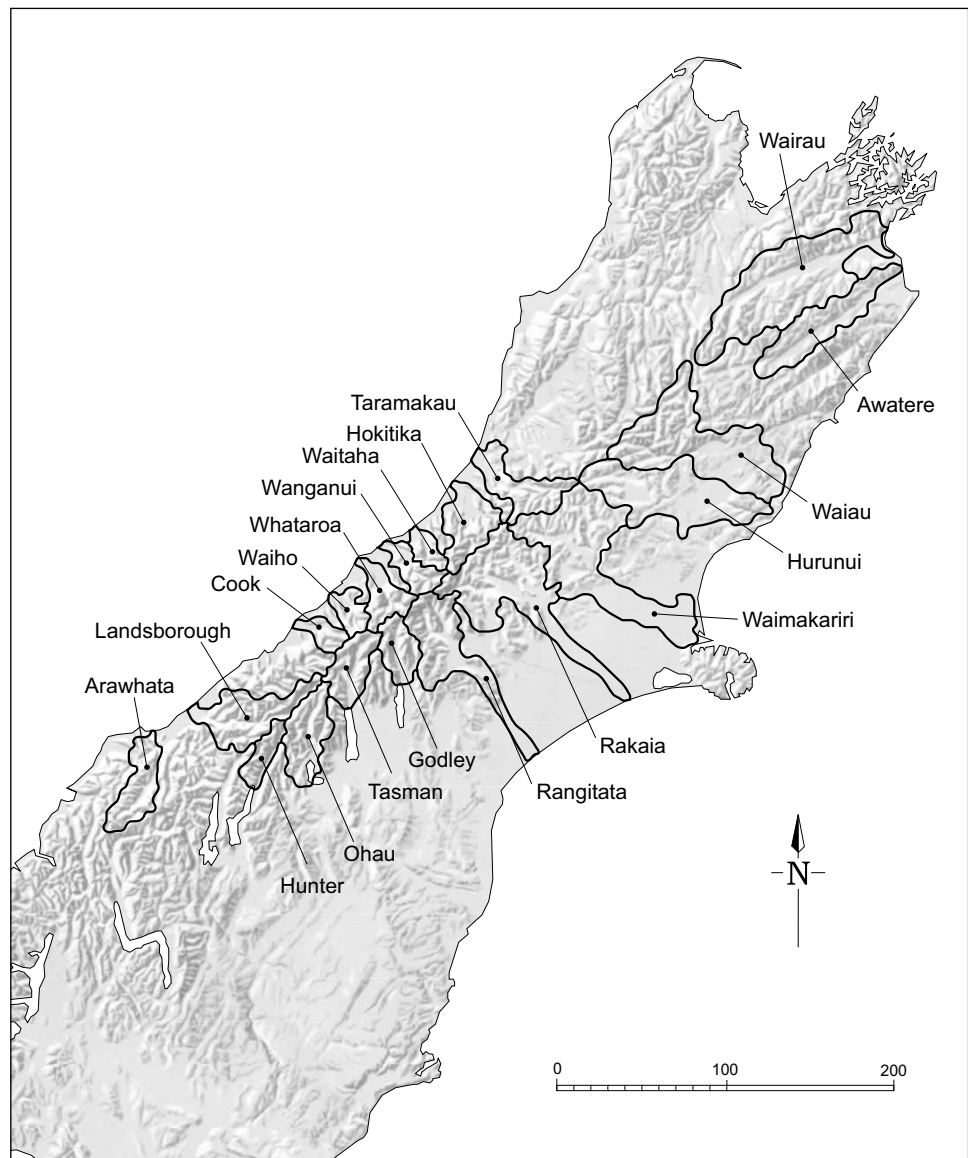 Wairau
Awatere
Taramakau
Hokitika
Waitaha
Wanganui
Whataroa
Waiho
Cook
Landsborough
Arawhata
Waiau
Hurunui
Waimakariri
Rakaia
Godley
Tasman
Rangitata
Ohau
Hunter
N
0 100 200